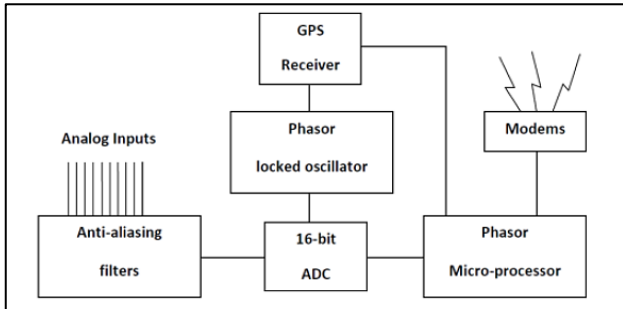 GPS
Receiver
Analog Inputs
Phasor
locked oscillator
Modems
Anti-aliasing
filters
16-bit
ADC
Phasor
Micro-processor